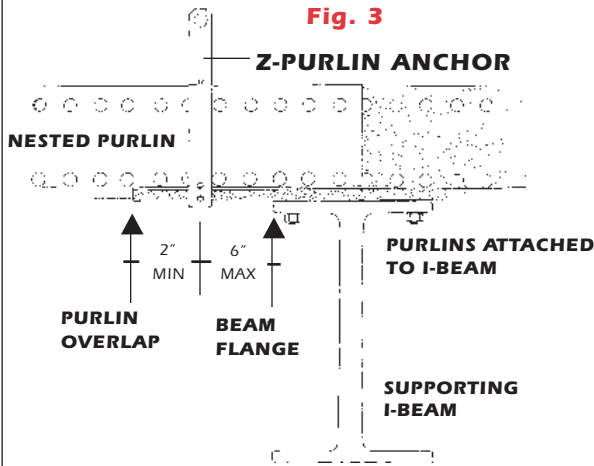 Fig. 3
Z-PURLIN ANCHOR
NESTED PURLIN
2" 6"
MIN MAX
PURLINS ATTACHED
TO I-BEAM
PURLIN
OVERLAP
BEAM
FLANGE
SUPPORTING
I-BEAM